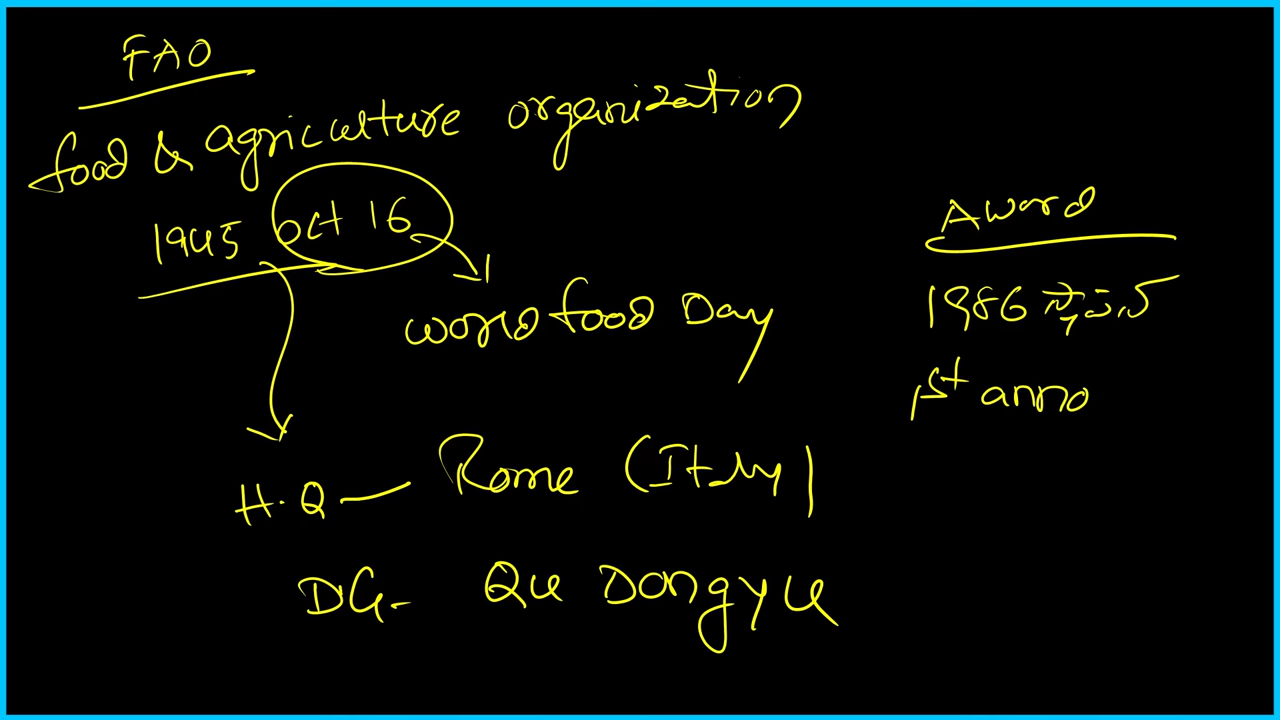 FAO
food & agriculture organization
1945 oct 16
world food Day
H.Q — Rome (Italy)
DG- Qu Dongyu
Award
1986
1st anno